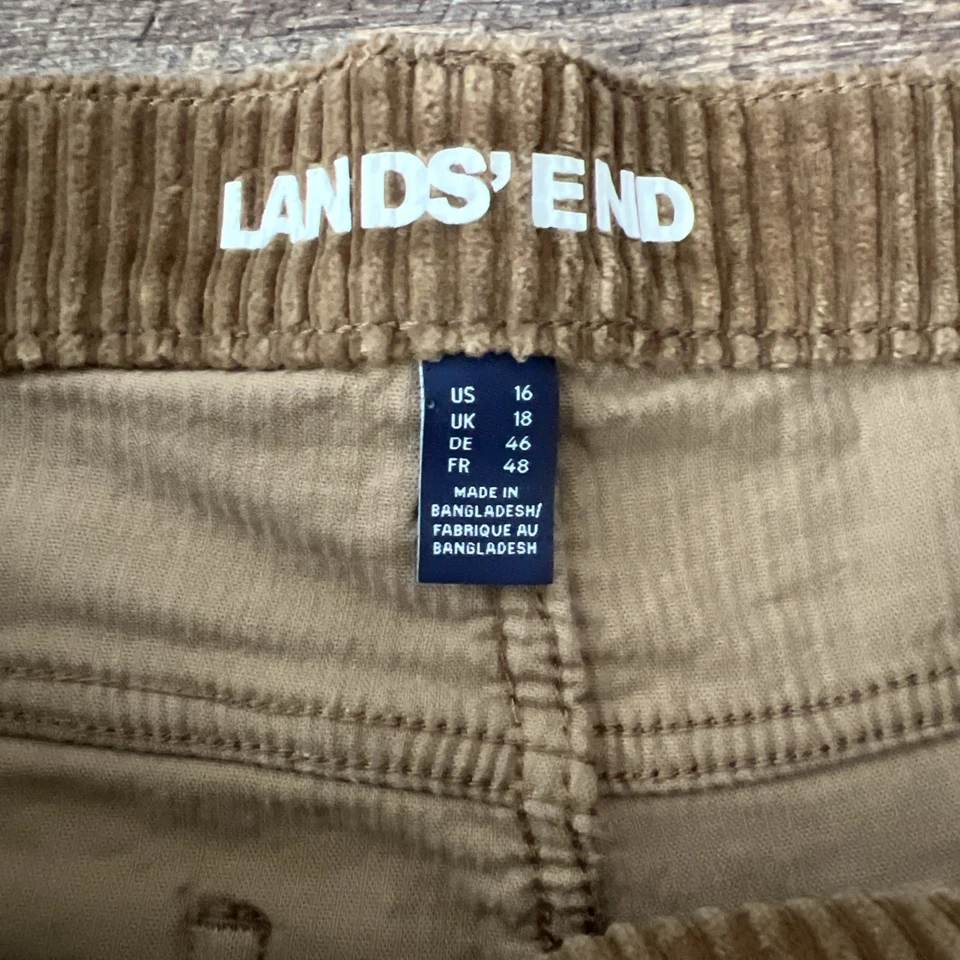 LANDS' END
US 16
UK 18
DE 46
FR 48
MADE IN
BANGLADESH/
FABRIQUE AU
BANGLADESH